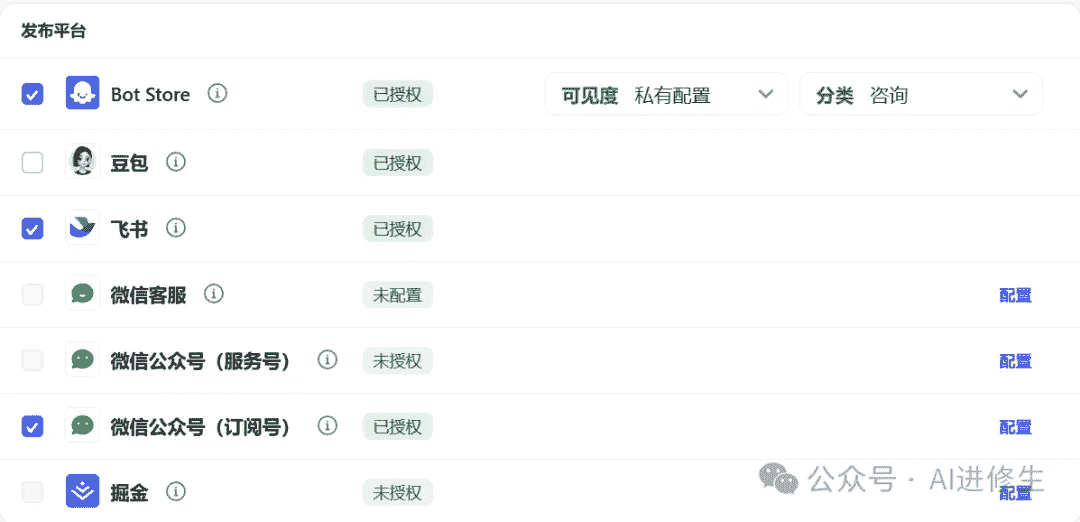 发布平台
Bot Store 已授权 可见度 私有配置 分类 咨询
豆包 已授权
飞书 已授权
微信客服 未配置 配置
微信公众号（服务号） 未授权 配置
微信公众号（订阅号） 已授权 配置
掘金 未授权 配置
公众号 · AI进修生